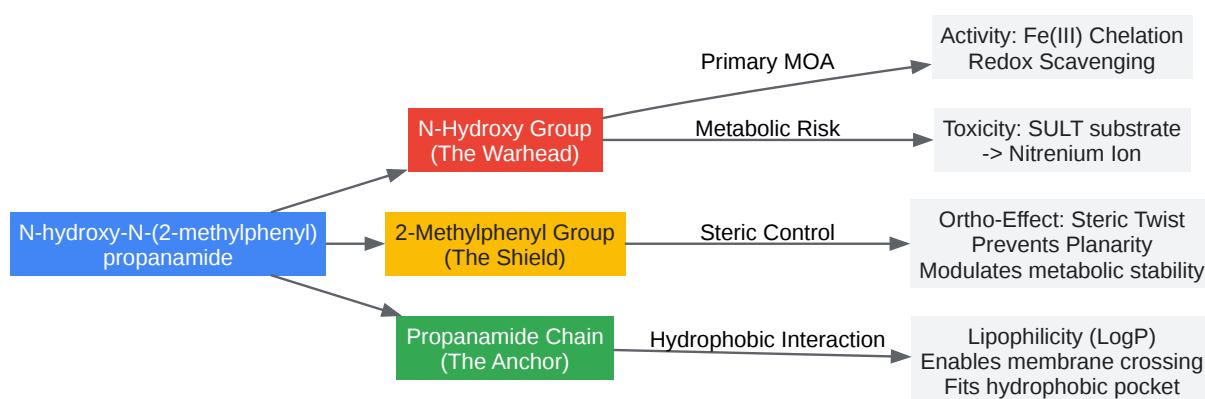 N-hydroxy-N-(2-methylphenyl)
propanamide
N-Hydroxy Group
(The Warhead)
2-Methylphenyl Group
(The Shield)
Propanamide Chain
(The Anchor)
Primary MOA
Metabolic Risk
Steric Control
Hydrophobic Interaction
Activity: Fe(III) Chelation
Redox Scavenging
Toxicity: SULT substrate
-> Nitrenium Ion
Ortho-Effect: Steric Twist
Prevents Planarity
Modulates metabolic stability
Lipophilicity (LogP)
Enables membrane crossing
Fits hydrophobic pocket